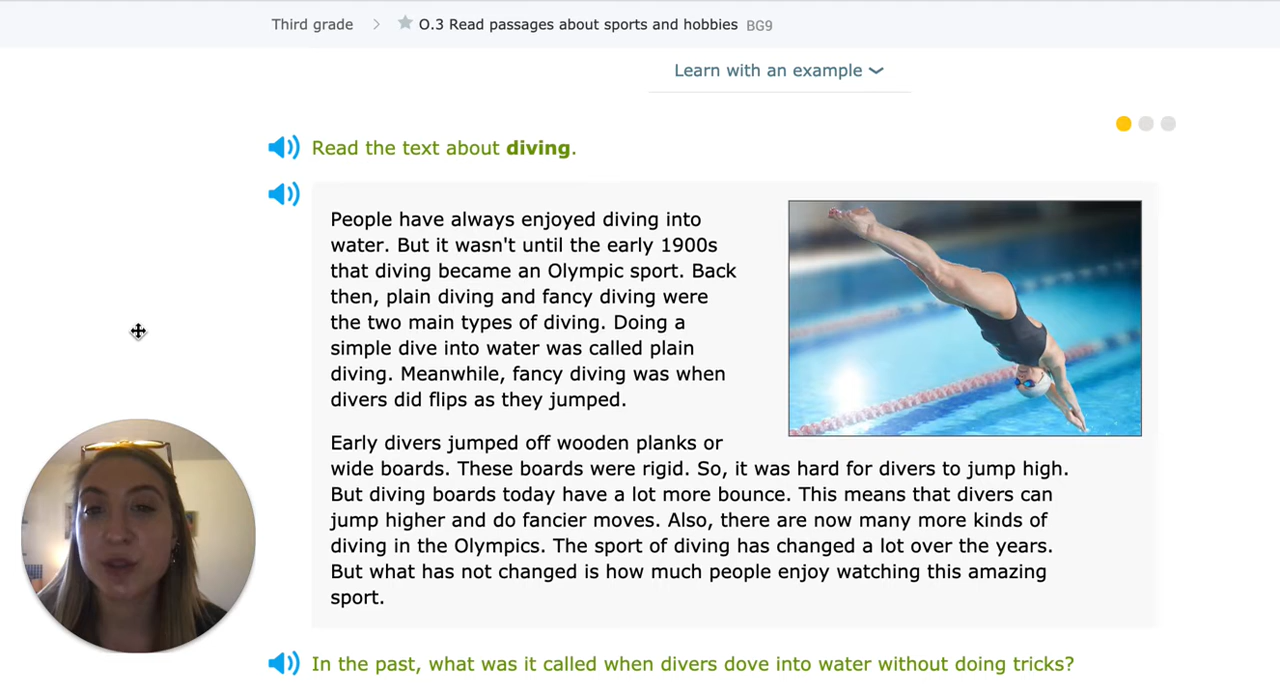 Third grade > O.3 Read passages about sports and hobbies BG9
Learn with an example
Read the text about diving.
People have always enjoyed diving into
water. But it wasn't until the early 1900s
that diving became an Olympic sport. Back
then, plain diving and fancy diving were
the two main types of diving. Doing a
simple dive into water was called plain
diving. Meanwhile, fancy diving was when
divers did flips as they jumped.
Early divers jumped off wooden planks or
wide boards. These boards were rigid. So, it was hard for divers to jump high.
But diving boards today have a lot more bounce. This means that divers can
jump higher and do fancier moves. Also, there are now many more kinds of
diving in the Olympics. The sport of diving has changed a lot over the years.
But what has not changed is how much people enjoy watching this amazing
sport.
In the past, what was it called when divers dove into water without doing tricks?